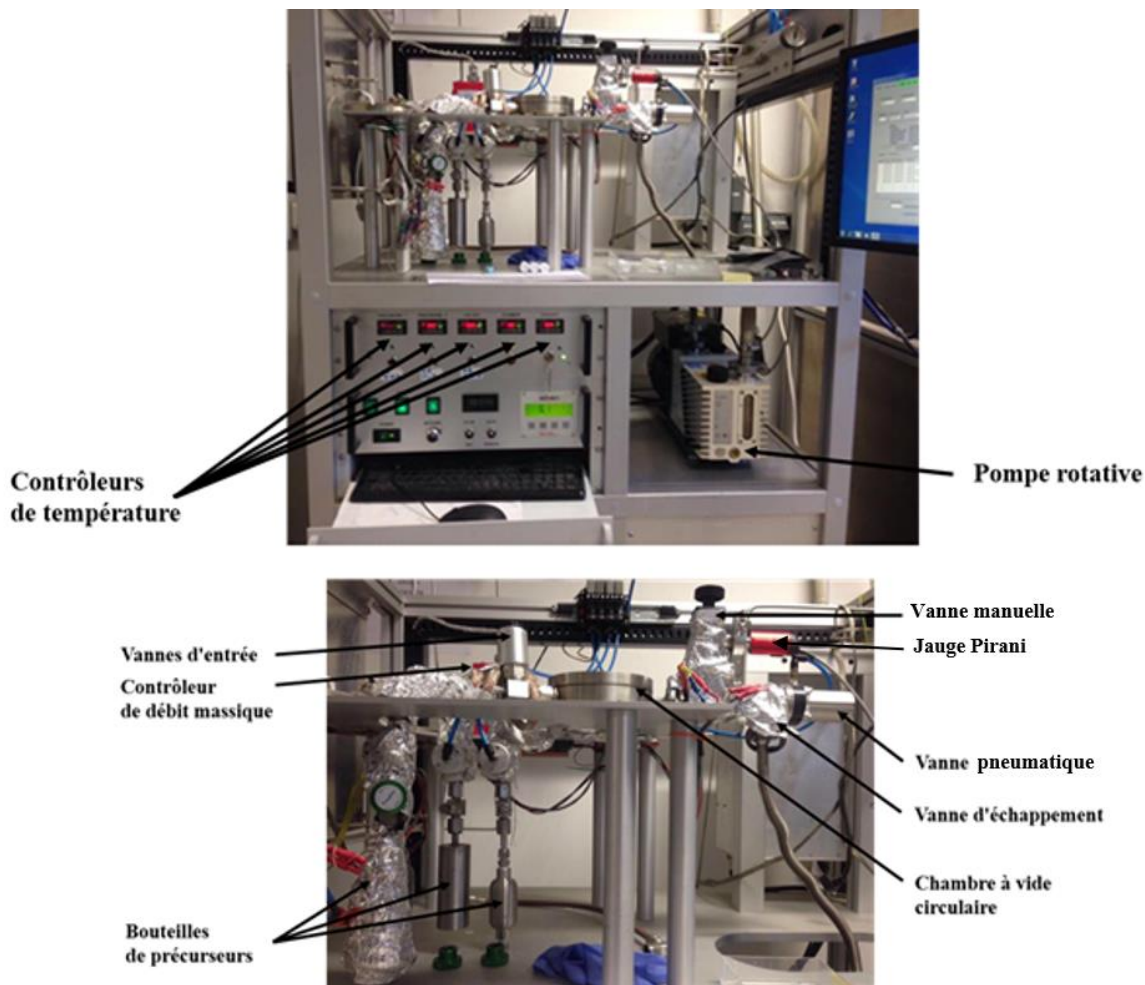 Contrôleurs
de température
Pompe rotative
Vannes d'entrée
Contrôleur
de débit massique
Vanne manuelle
Jauge Pirani
Vanne pneumatique
Vanne d'échappement
Chambre à vide
circulaire
Bouteilles
de précurseurs